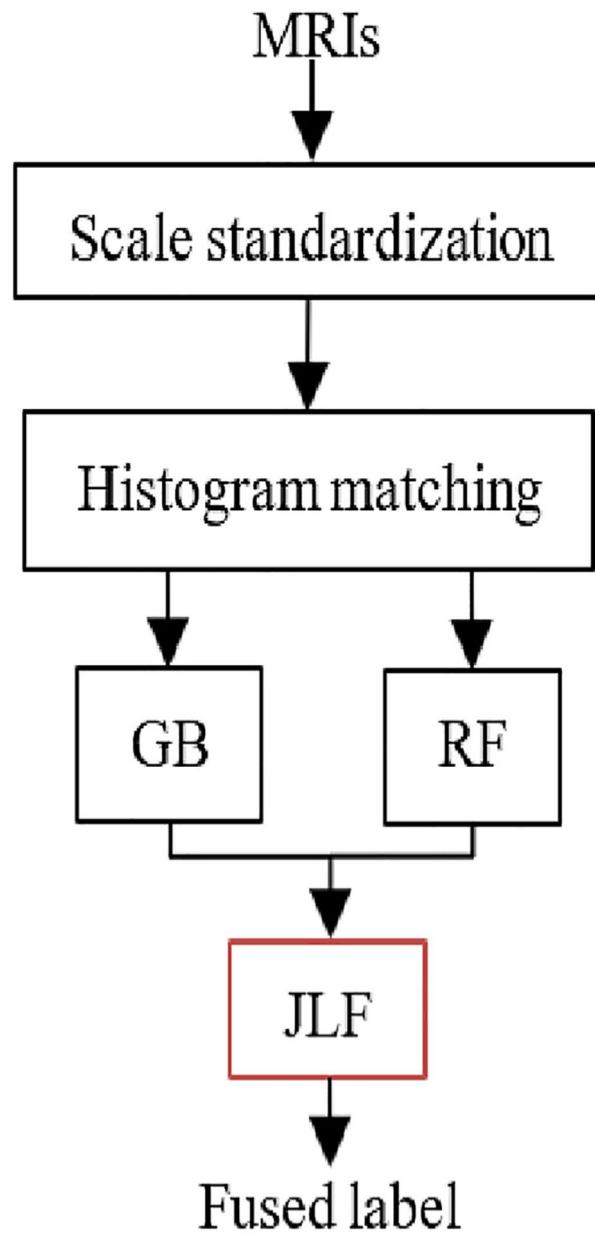 MRIs
Scale standardization
Histogram matching
GB
RF
JLF
Fused label